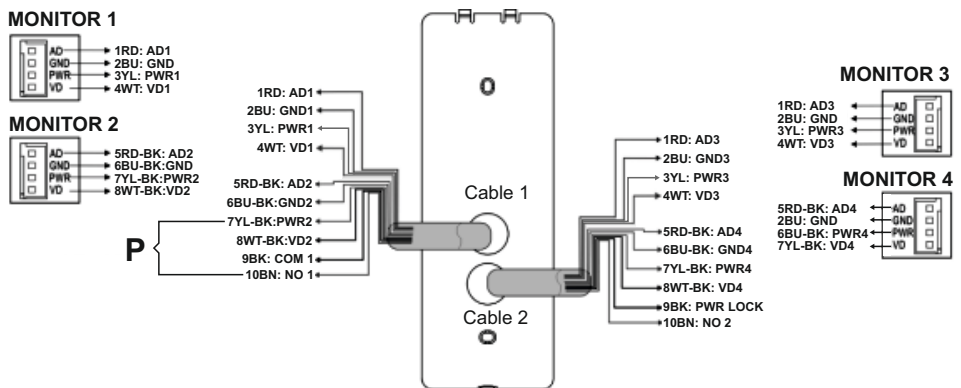 MONITOR 1
AD 1RD: AD1
GND 2BU: GND
PWR 3YL: PWR1
VD 4WT: VD1
MONITOR 2
AD 5RD-BK: AD2
GND 6BU-BK:GND
PWR 7YL-BK:PWR2
VD 8WT-BK:VD2
1RD: AD1
2BU: GND1
3YL: PWR1
4WT: VD1
5RD-BK: AD2
6BU-BK:GND2
7YL-BK:PWR2
8WT-BK:VD2
9BK: COM 1
10BN: NO 1
P
Cable 1
Cable 2
1RD: AD3
2BU: GND3
3YL: PWR3
4WT: VD3
5RD-BK: AD4
6BU-BK: GND4
7YL-BK: PWR4
8WT-BK: VD4
9BK: PWR LOCK
10BN: NO 2
MONITOR 3
1RD: AD3 AD
2BU: GND GND
3YL: PWR3 PWR
4WT: VD3 VD
MONITOR 4
5RD-BK: AD4 AD
2BU: GND GND
6BU-BK: PWR4 PWR
7YL-BK: VD4 VD